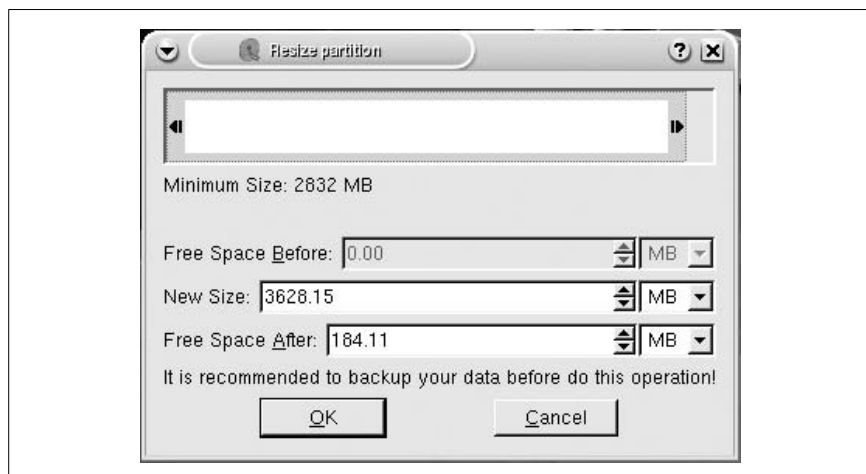 Resize partition
Minimum Size: 2832 MB
Free Space Before: 0.00 MB
New Size: 3628.15 MB
Free Space After: 184.11 MB
It is recommended to backup your data before do this operation!
OK Cancel